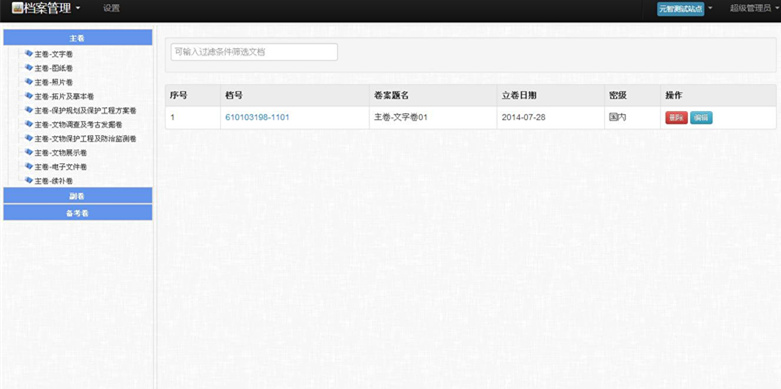 档案管理 设置 元智测试站点 超级管理员
主卷
主卷-文字卷
主卷-图纸卷
主卷-照片卷
主卷-拓片及摹本卷
主卷-保护规划及保护工程方案卷
主卷-文物调查及考古发掘卷
主卷-文物保护工程及防治监测卷
主卷-文物展示卷
主卷-电子文件卷
主卷-续补卷
副卷
备考卷
可输入过滤条件筛选文档
序号 档号 卷案题名 立卷日期 密级 操作
1 610103198-1101 主卷-文字卷01 2014-07-28 国内 删除 编辑